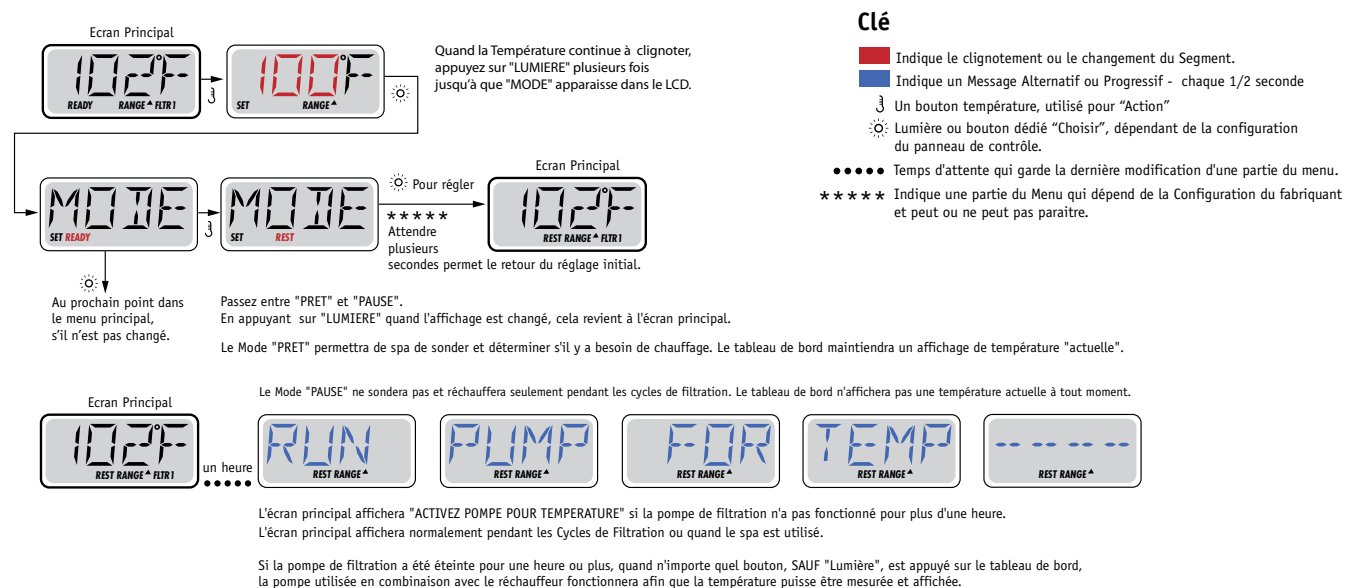 Ecran Principal
102°F
READY RANGE FLTR1
100°F
SET RANGE
Quand la Température continue à clignoter,
appuyez sur "LUMIERE" plusieurs fois
jusqu'à que "MODE" apparaisse dans le LCD.
Clé
Indique le clignotement ou le changement du Segment.
Indique un Message Alternatif ou Progressif - chaque 1/2 seconde
Un bouton température, utilisé pour “Action”
Lumière ou bouton dédié “Choisir”, dépendant de la configuration
du panneau de contrôle.
••••• Temps d'attente qui garde la dernière modification d'une partie du menu.
***** Indique une partie du Menu qui dépend de la Configuration du fabriquant
et peut ou ne peut pas paraitre.
MODE
SET READY
MODE
SET REST
Pour régler
*****
Attendre
plusieurs
secondes permet le retour du réglage initial.
Ecran Principal
102°F
REST RANGE FLTR1
Au prochain point dans
le menu principal,
s’il n’est pas changé.
Passez entre "PRET" et "PAUSE".
En appuyant sur "LUMIERE" quand l'affichage est changé, cela revient à l'écran principal.
Le Mode "PRET" permettra de spa de sonder et déterminer s'il y a besoin de chauffage. Le tableau de bord maintiendra un affichage de température "actuelle".
Le Mode "PAUSE" ne sondera pas et réchauffera seulement pendant les cycles de filtration. Le tableau de bord n'affichera pas une température actuelle à tout moment.
Ecran Principal
102°F
REST RANGE FLTR1
un heure
•••••
RUN
REST RANGE
PUMP
REST RANGE
FOR
REST RANGE
TEMP
REST RANGE
-- -- -- --
REST RANGE
L'écran principal affichera "ACTIVEZ POMPE POUR TEMPERATURE" si la pompe de filtration n'a pas fonctionné pour plus d'une heure.
L'écran principal affichera normalement pendant les Cycles de Filtration ou quand le spa est utilisé.
Si la pompe de filtration a été éteinte pour une heure ou plus, quand n'importe quel bouton, SAUF "Lumière", est appuyé sur le tableau de bord,
la pompe utilisée en combinaison avec le réchauffeur fonctionnera afin que la température puisse être mesurée et affichée.